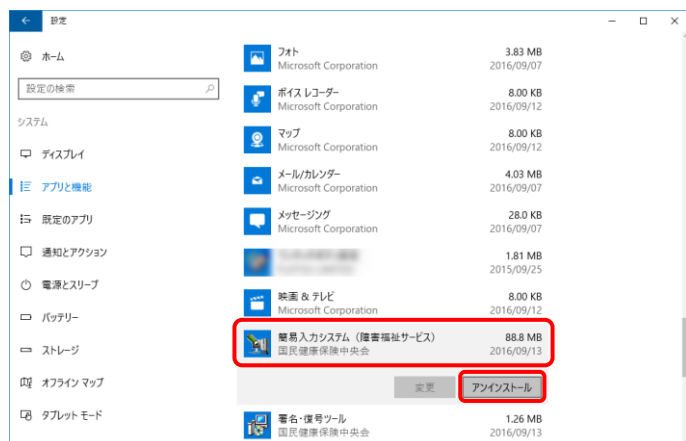 設定
ホーム
設定の検索
システム
ディスプレイ
アプリと機能
既定のアプリ
通知とアクション
電源とスリープ
バッテリー
ストレージ
オフライン マップ
タブレット モード
フォト 3.83 MB
Microsoft Corporation 2016/09/07
ボイス レコーダー 8.00 KB
Microsoft Corporation 2016/09/12
マップ 8.00 KB
Microsoft Corporation 2016/09/12
メール/カレンダー 4.03 MB
Microsoft Corporation 2016/09/07
メッセージング 28.0 KB
Microsoft Corporation 2016/09/07
1.81 MB
2015/09/25
映画 & テレビ 8.00 KB
Microsoft Corporation 2016/09/12
簡易入力システム（障害福祉サービス） 88.8 MB
国民健康保険中央会 2016/09/13
変更 アンインストール
署名・復号ツール 1.26 MB
国民健康保険中央会 2016/09/13